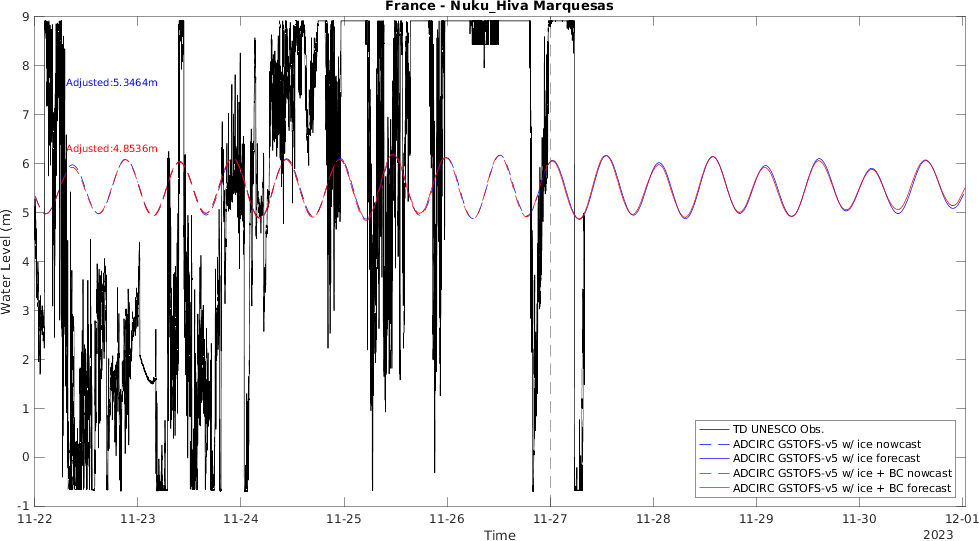 France - Nuku_Hiva Marquesas
9
8
7
6
5
4
3
2
1
0
-1
Water Level (m)
Adjusted:5.3464m
Adjusted:4.8536m
TD UNESCO Obs.
ADCIRC GSTOFS-v5 w/ ice nowcast
ADCIRC GSTOFS-v5 w/ ice forecast
ADCIRC GSTOFS-v5 w/ ice + BC nowcast
ADCIRC GSTOFS-v5 w/ ice + BC forecast
11-22 11-23 11-24 11-25 11-26 11-27 11-28 11-29 11-30 12-01
Time 2023